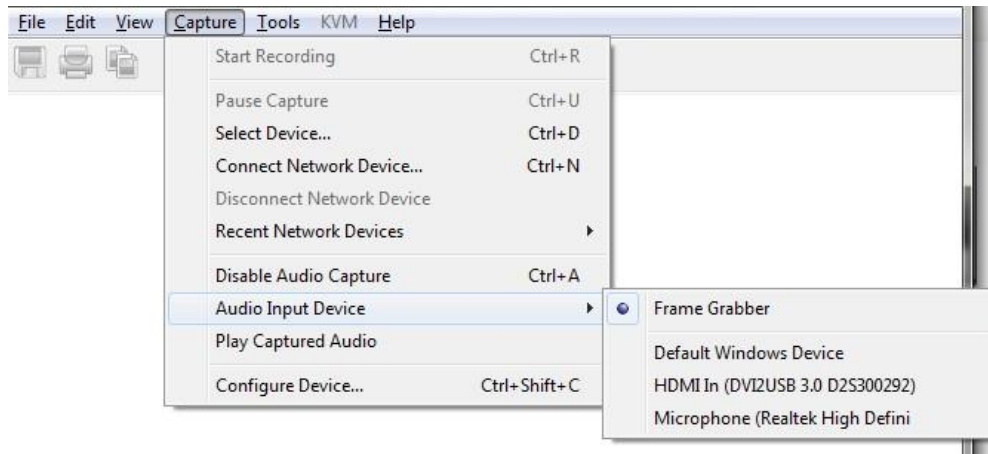 File Edit View Capture Tools KVM Help
Start Recording Ctrl+R
Pause Capture Ctrl+U
Select Device... Ctrl+D
Connect Network Device... Ctrl+N
Disconnect Network Device
Recent Network Devices
Disable Audio Capture Ctrl+A
Audio Input Device
Play Captured Audio
Configure Device... Ctrl+Shift+C
Frame Grabber
Default Windows Device
HDMI In (DVI2USB 3.0 D2S300292)
Microphone (Realtek High Defini